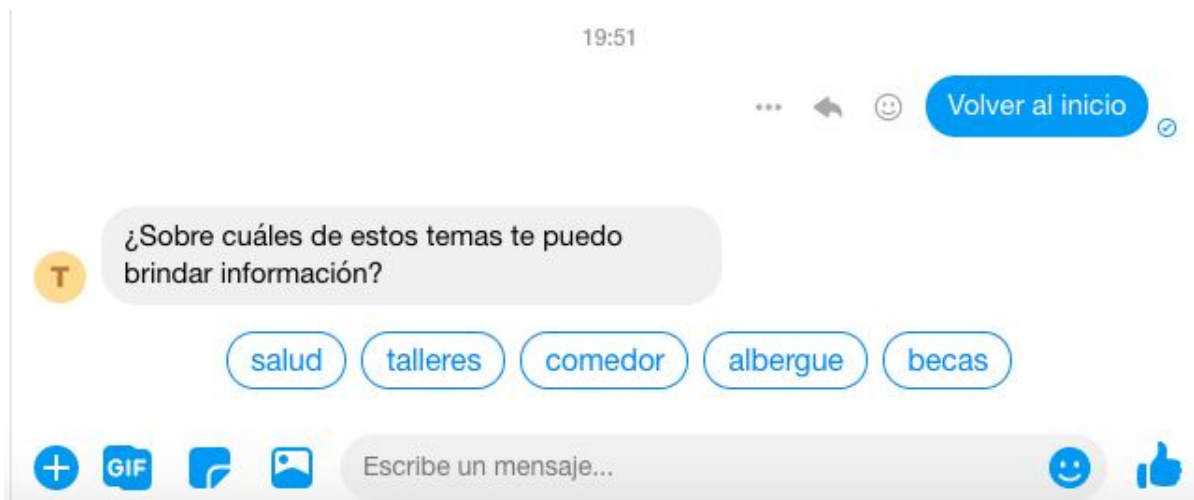 19:51
Volver al inicio
¿Sobre cuáles de estos temas te puedo
brindar información?
T
salud talleres comedor albergue becas
GIF Escribe un mensaje...